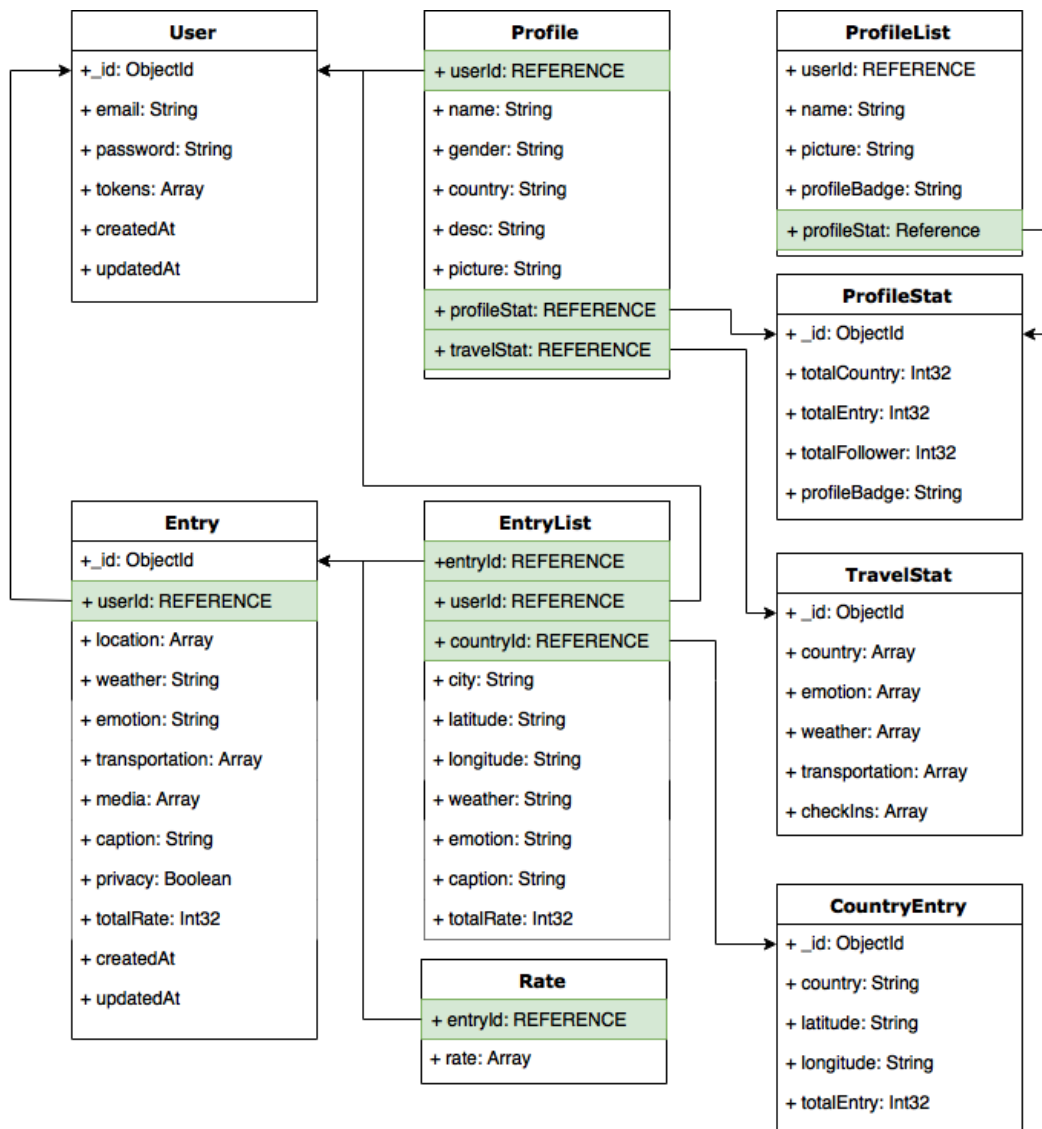 User
+_id: ObjectId
+ email: String
+ password: String
+ tokens: Array
+ createdAt
+ updatedAt
Profile
+ userId: REFERENCE
+ name: String
+ gender: String
+ country: String
+ desc: String
+ picture: String
+ profileStat: REFERENCE
+ travelStat: REFERENCE
ProfileList
+ userId: REFERENCE
+ name: String
+ picture: String
+ profileBadge: String
+ profileStat: Reference
ProfileStat
+ _id: ObjectId
+ totalCountry: Int32
+ totalEntry: Int32
+ totalFollower: Int32
+ profileBadge: String
Entry
+_id: ObjectId
+ userId: REFERENCE
+ location: Array
+ weather: String
+ emotion: String
+ transportation: Array
+ media: Array
+ caption: String
+ privacy: Boolean
+ totalRate: Int32
+ createdAt
+ updatedAt
EntryList
+entryId: REFERENCE
+ userId: REFERENCE
+ countryId: REFERENCE
+ city: String
+ latitude: String
+ longitude: String
+ weather: String
+ emotion: String
+ caption: String
+ totalRate: Int32
Rate
+ entryId: REFERENCE
+ rate: Array
TravelStat
+ _id: ObjectId
+ country: Array
+ emotion: Array
+ weather: Array
+ transportation: Array
+ checkIns: Array
CountryEntry
+ _id: ObjectId
+ country: String
+ latitude: String
+ longitude: String
+ totalEntry: Int32